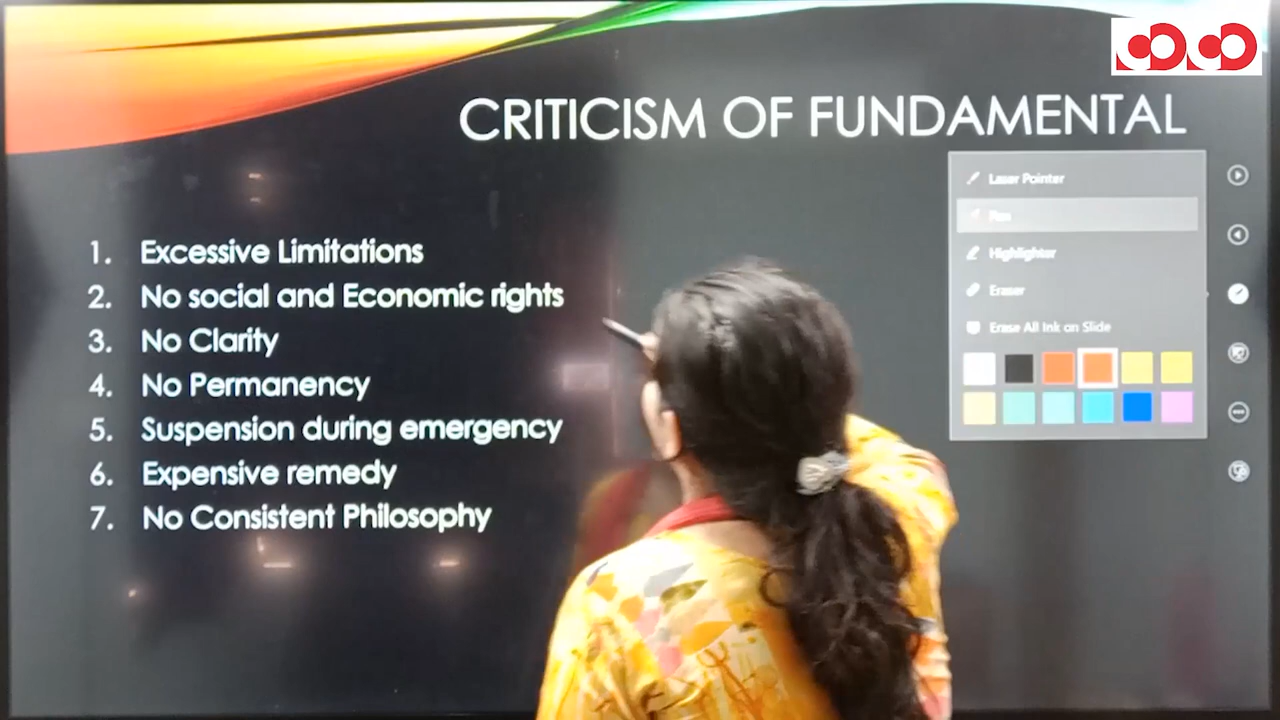 CRITICISM OF FUNDAMENTAL
1. Excessive Limitations
2. No social and Economic rights
3. No Clarity
4. No Permanency
5. Suspension during emergency
6. Expensive remedy
7. No Consistent Philosophy
Laser Pointer
Pen
Highlighter
Eraser
Erase All Ink on Slide